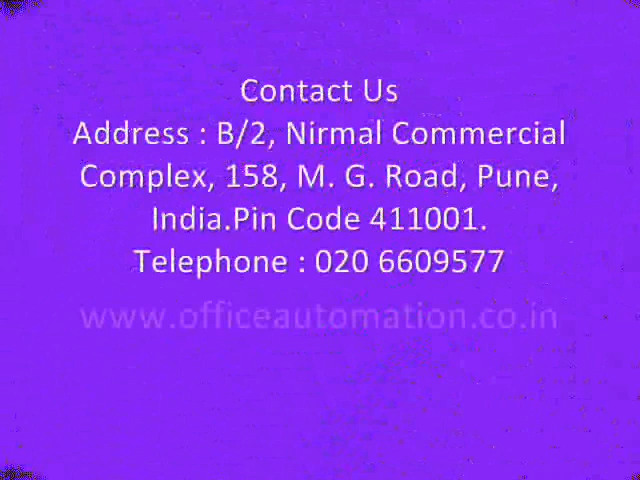 Contact Us
Address : B/2, Nirmal Commercial
Complex, 158, M. G. Road, Pune,
India.Pin Code 411001.
Telephone : 020 6609577
www.officeautomation.co.in